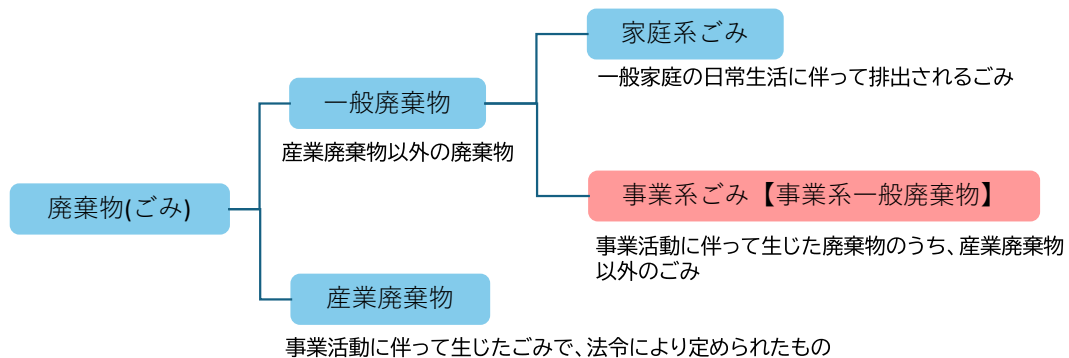 家庭系ごみ
一般家庭の日常生活に伴って排出されるごみ
一般廃棄物
産業廃棄物以外の廃棄物
廃棄物(ごみ)
事業系ごみ【事業系一般廃棄物】
事業活動に伴って生じた廃棄物のうち、産業廃棄物
以外のごみ
産業廃棄物
事業活動に伴って生じたごみで、法令により定められたもの